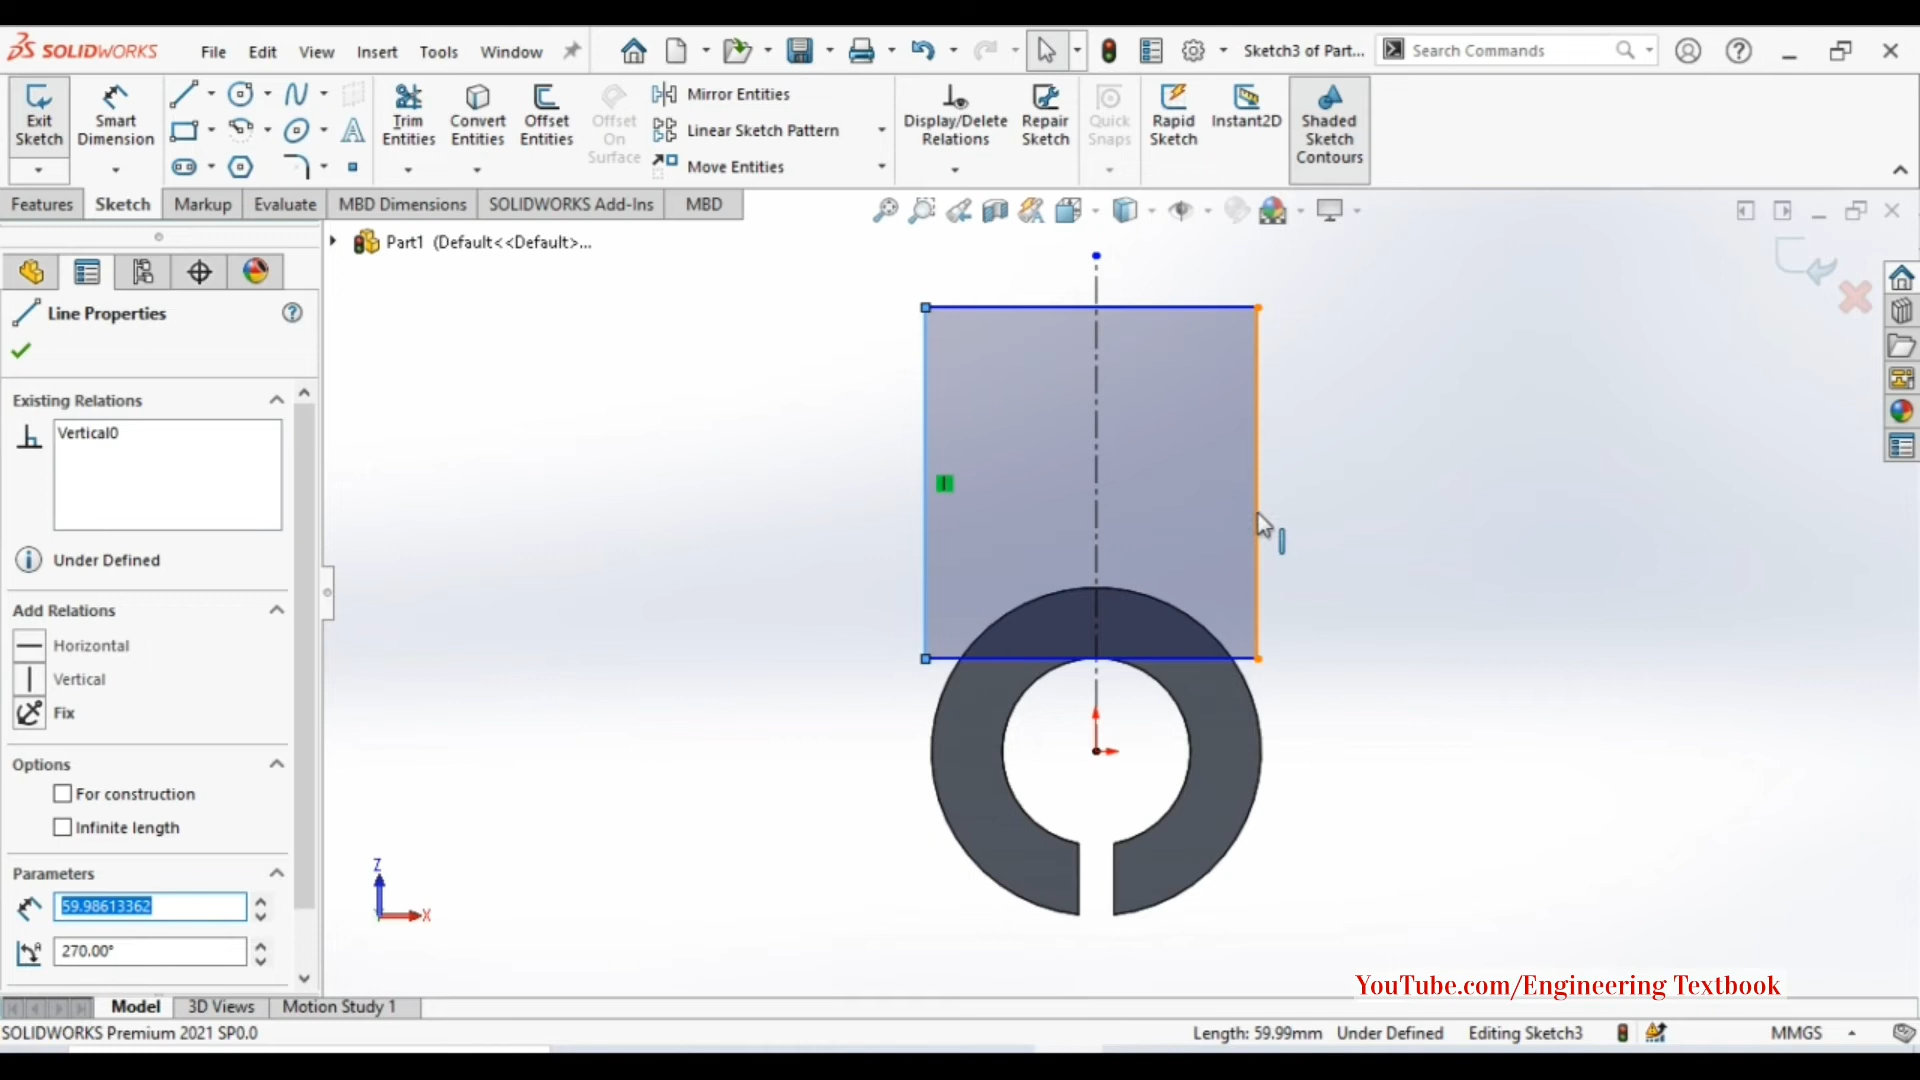 SOLIDWORKS File Edit View Insert Tools Window Sketch3 of Part... Search Commands
Exit Sketch
Smart Dimension
Trim Entities
Convert Entities
Offset Entities
Offset On Surface
Mirror Entities
Linear Sketch Pattern
Move Entities
Display/Delete Relations
Repair Sketch
Quick Snaps
Rapid Sketch
Instant2D
Shaded Sketch Contours
Features Sketch Markup Evaluate MBD Dimensions SOLIDWORKS Add-Ins MBD
Part1 (Default<<Default>...
Line Properties
Existing Relations
Vertical0
Under Defined
Add Relations
Horizontal
Vertical
Fix
Options
For construction
Infinite length
Parameters
59.98613362
270.00°
Z
X
YouTube.com/Engineering Textbook
Model 3D Views Motion Study 1
SOLIDWORKS Premium 2021 SP0.0 Length: 59.99mm Under Defined Editing Sketch3 MMGS